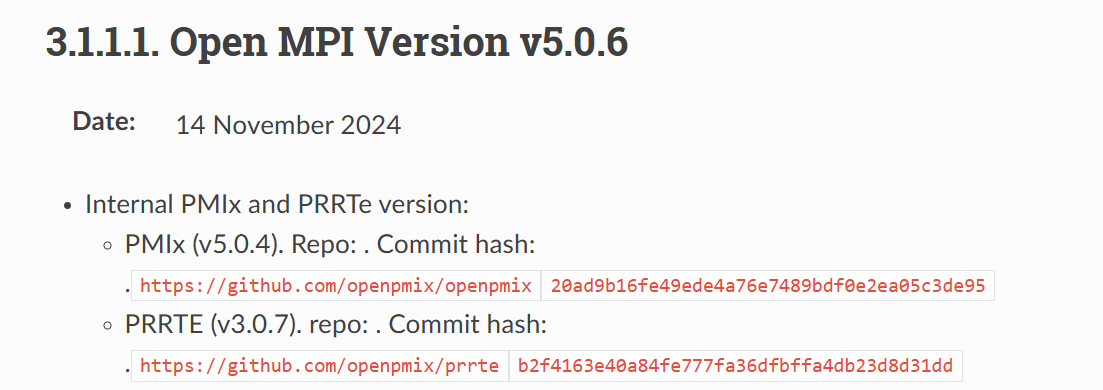 3.1.1.1. Open MPI Version v5.0.6
Date: 14 November 2024
• Internal PMIx and PRRTe version:
◦ PMIx (v5.0.4). Repo: . Commit hash:
. https://github.com/openpmix/openpmix 20ad9b16fe49ede4a76e7489bdf0e2ea05c3de95
◦ PRRTE (v3.0.7). repo: . Commit hash:
. https://github.com/openpmix/prrte b2f4163e40a84fe777fa36dfbffa4db23d8d31dd